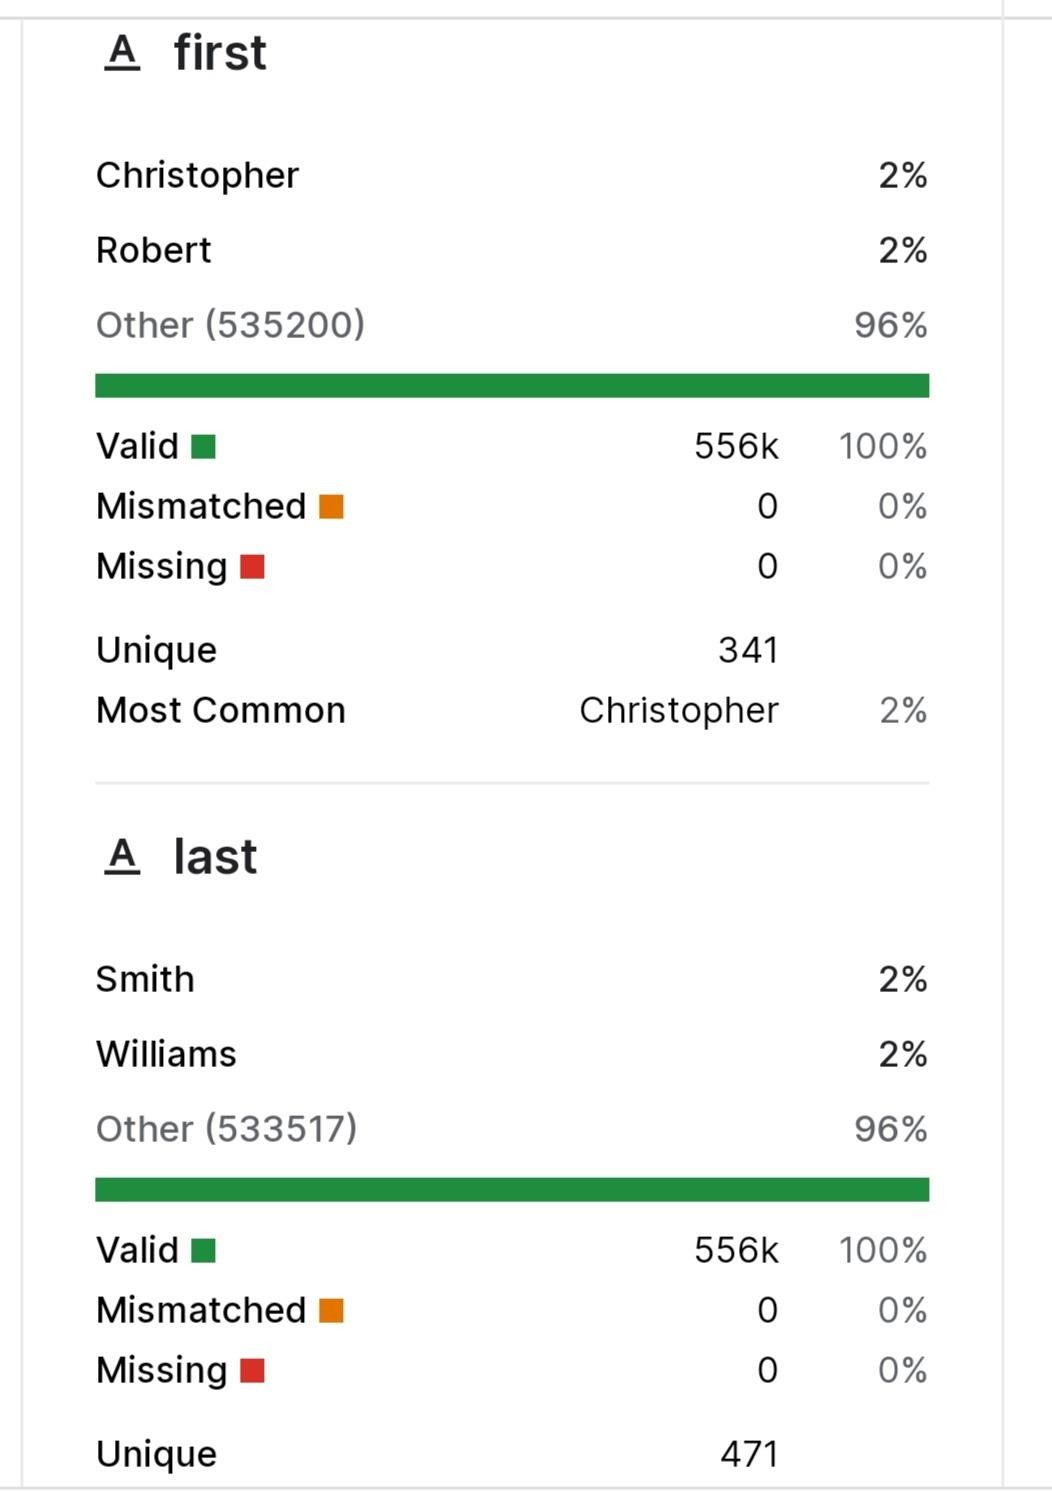 A first
Christopher 2%
Robert 2%
Other (535200) 96%
Valid 556k 100%
Mismatched 0 0%
Missing 0 0%
Unique 341
Most Common Christopher 2%
A last
Smith 2%
Williams 2%
Other (533517) 96%
Valid 556k 100%
Mismatched 0 0%
Missing 0 0%
Unique 471